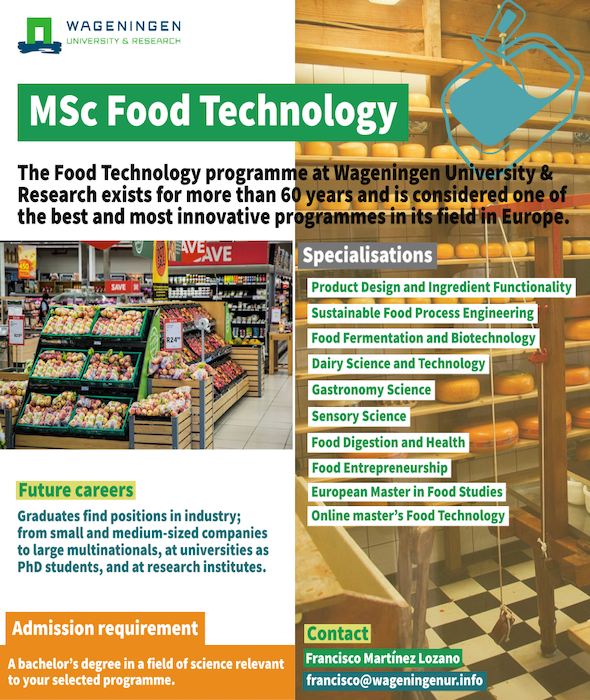 WAGENINGEN
UNIVERSITY & RESEARCH
MSc Food Technology
The Food Technology programme at Wageningen University &
Research exists for more than 60 years and is considered one of
the best and most innovative programmes in its field in Europe.
SAVE
AVE
SAVE
R24
Specialisations
Product Design and Ingredient Functionality
Sustainable Food Process Engineering
Food Fermentation and Biotechnology
Dairy Science and Technology
Gastronomy Science
Sensory Science
Food Digestion and Health
Food Entrepreneurship
European Master in Food Studies
Online master's Food Technology
Future careers
Graduates find positions in industry;
from small and medium-sized companies
to large multinationals, at universities as
PhD students, and at research institutes.
Admission requirement
A bachelor's degree in a field of science relevant
to your selected programme.
Contact
Francisco Martínez Lozano
francisco@wageningenur.info